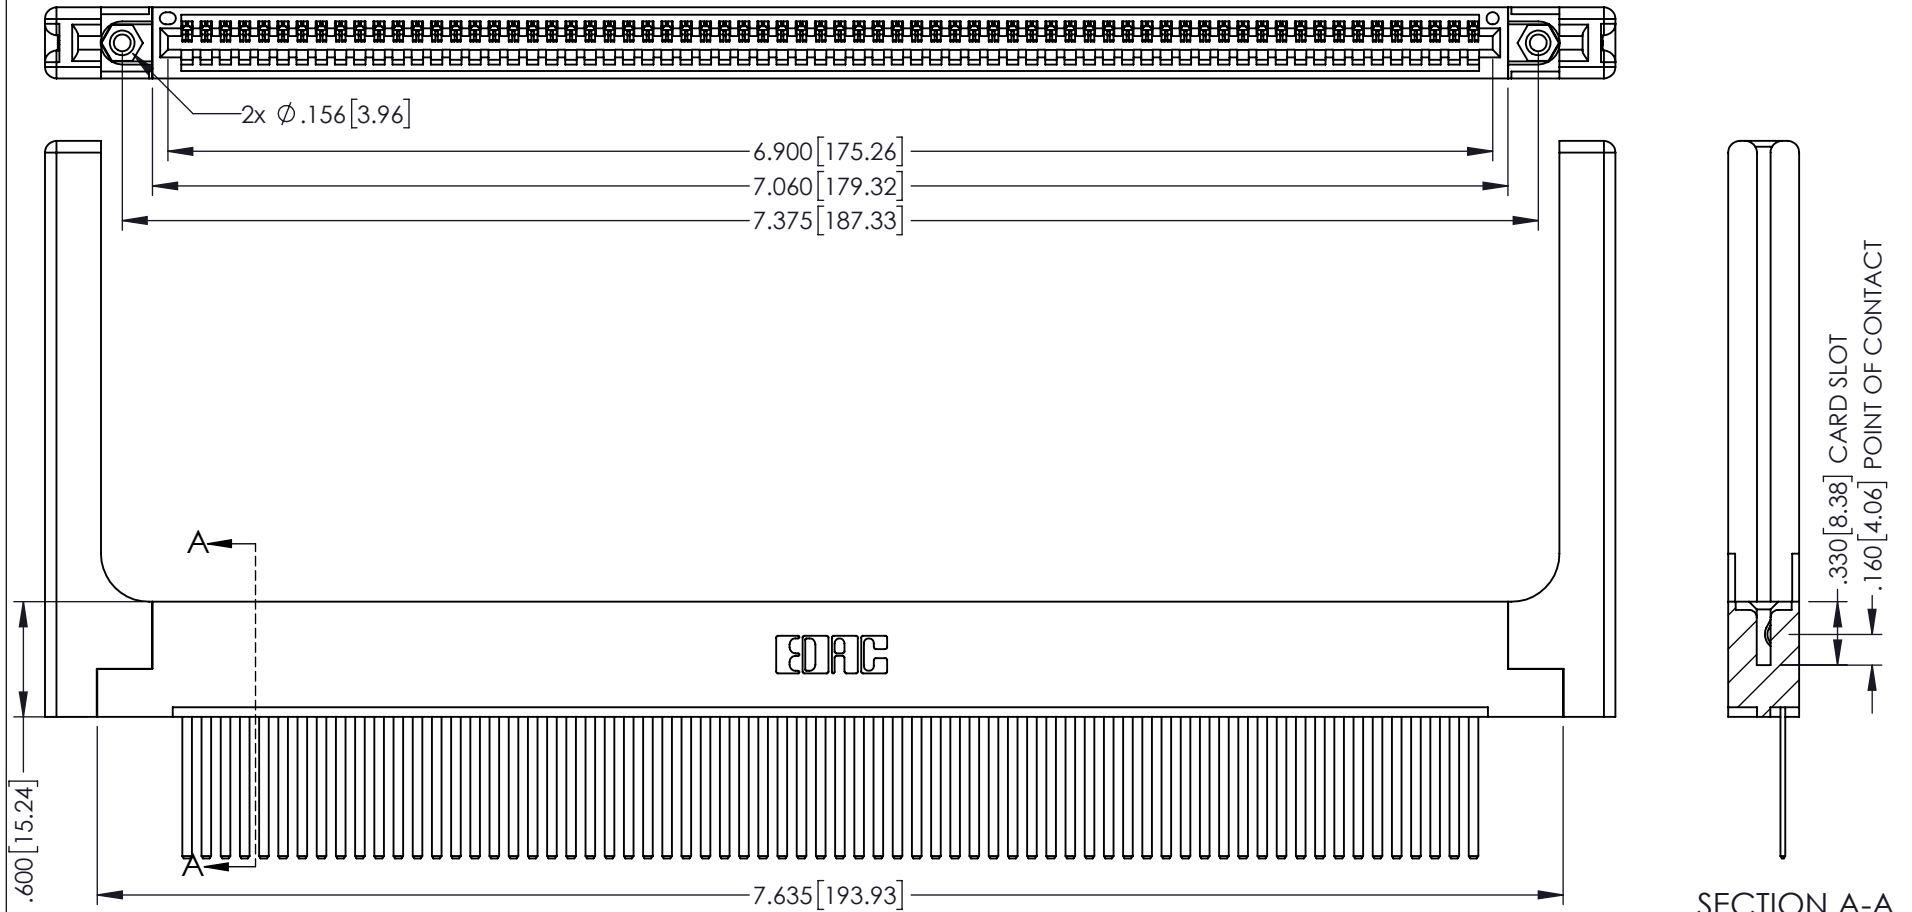 2x Ø.156[3.96]
6.900[175.26]
7.060[179.32]
7.375[187.33]
.330[8.38] CARD SLOT
.160[4.06] POINT OF CONTACT
A
EDAC
A
.600[15.24]
7.635[193.93]
SECTION A-A